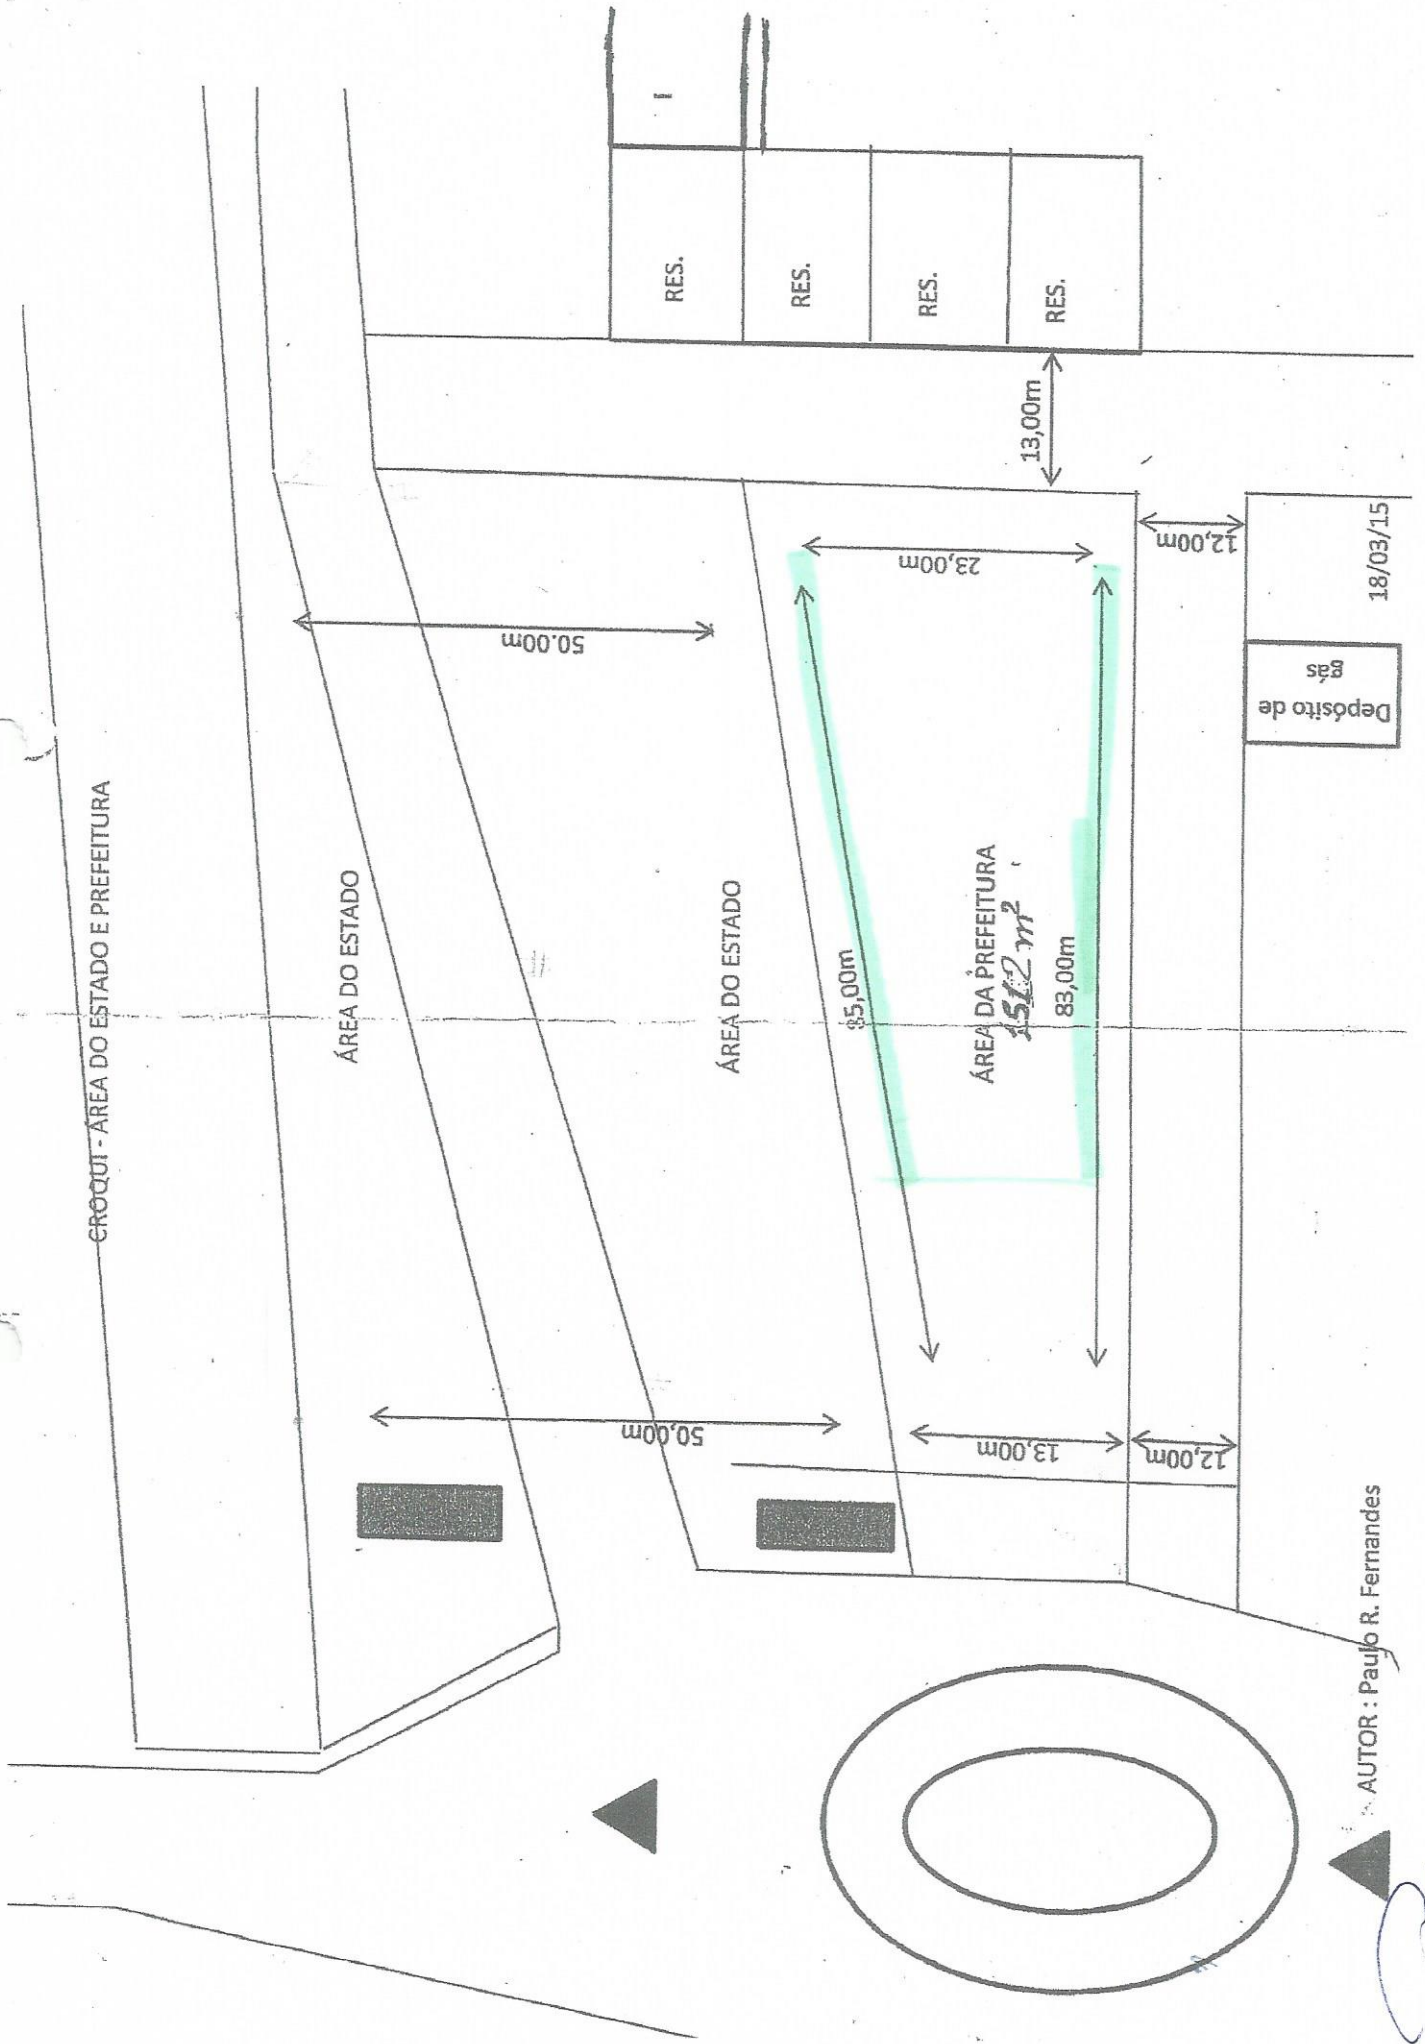 CROQUI - ÁREA DO ESTADO E PREFEITURA
ÁREA DO ESTADO
50.00m
50,00m
ÁREA DO ESTADO
RES.
RES.
RES.
RES.
13,00m
85,00m
23,00m
ÁREA DA PREFEITURA
m²
83,00m
13,00m
12,00m
12,00m
Depósito de
gás
18/03/15
AUTOR : Paulo R. Fernandes